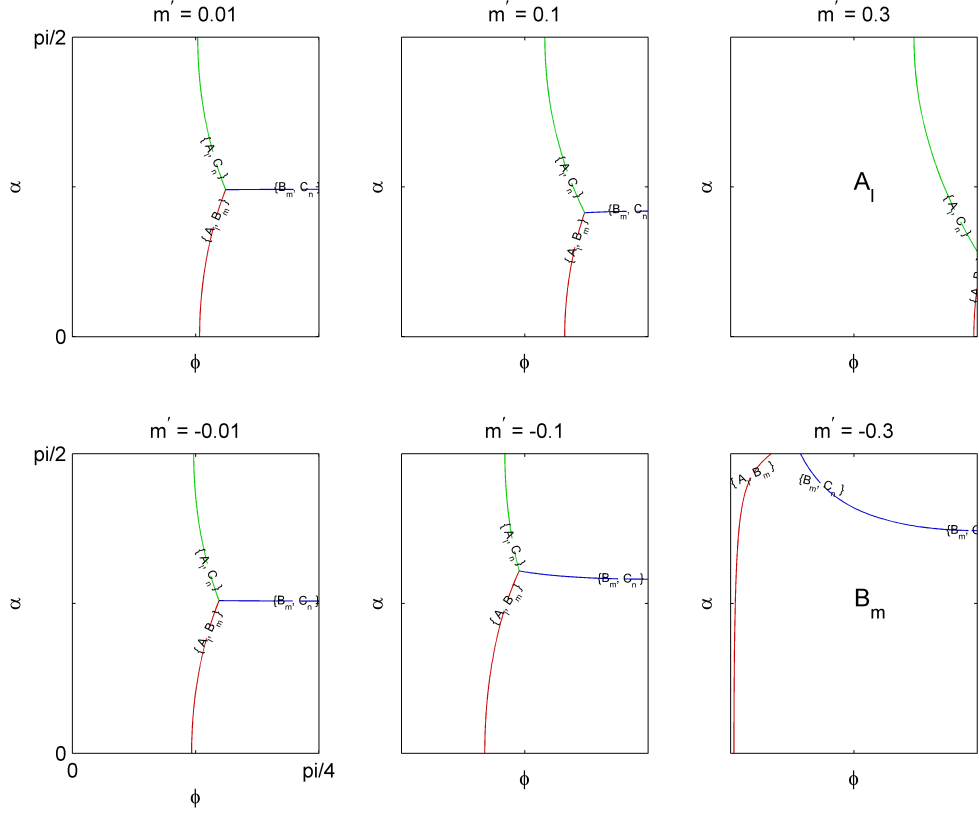 m′ = 0.01
m′ = 0.1
m′ = 0.3
pi/2
α
α
α
{A_l, C_n}
{A_l, C_n}
{A_l, C_n}
A_l
{B_m, C_n}
{B_m, C_n
{A_l, B_m}
{A_l, B_m}
0
ϕ
ϕ
ϕ
m′ = -0.01
m′ = -0.1
m′ = -0.3
pi/2
α
α
α
{A_l, B_m}
{B_m, C_n}
{B_m, C
{A_l, C_n}
{A_l, C_n}
{B_m, C_n}
{B_m, C_n}
B_m
{A_l, B_m}
{A_l, B_m}
0
0
pi/4
ϕ
ϕ
ϕ